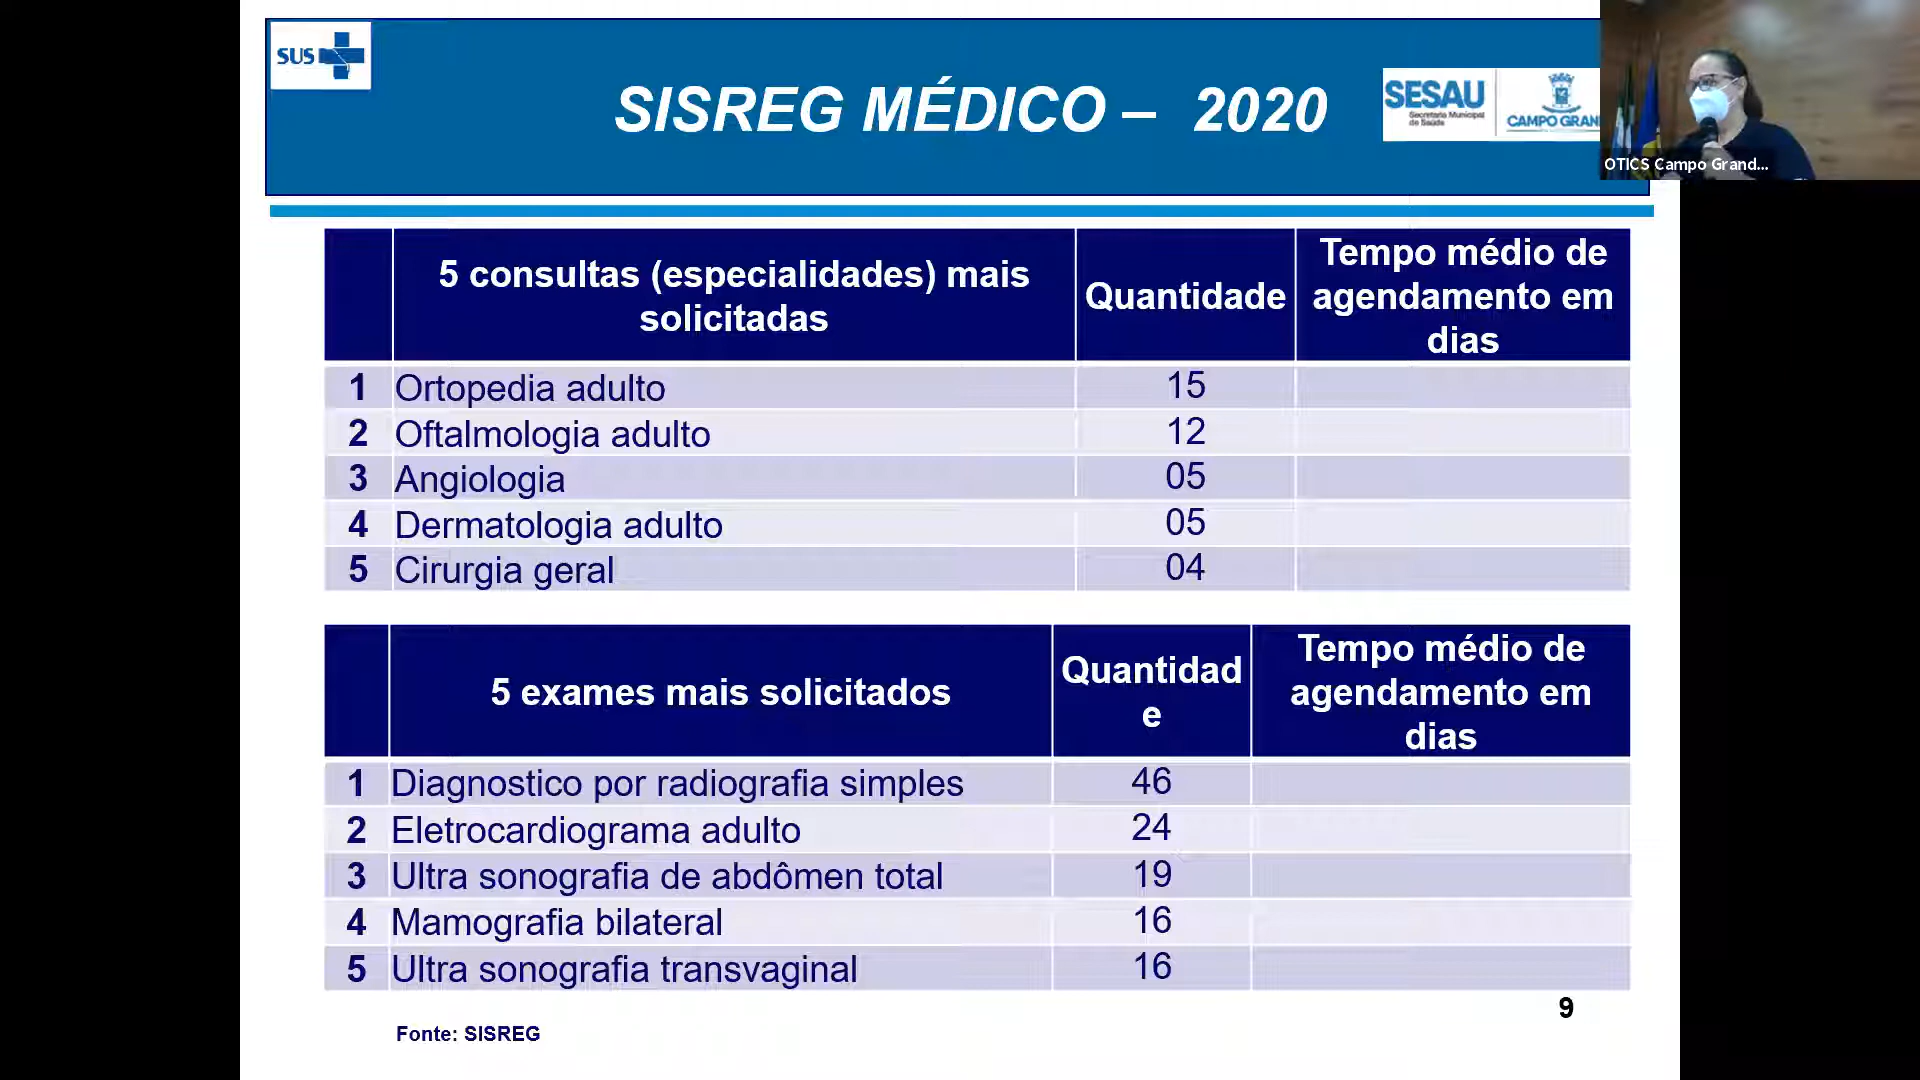 SUS
SISREG MÉDICO – 2020
SESAU
Secretaria Municipal
de Saúde
CAMPO GRAN
OTICS Campo Grand...
5 consultas (especialidades) mais
solicitadas
Quantidade
Tempo médio de
agendamento em
dias
1 Ortopedia adulto 15
2 Oftalmologia adulto 12
3 Angiologia 05
4 Dermatologia adulto 05
5 Cirurgia geral 04
5 exames mais solicitados
Quantidad
e
Tempo médio de
agendamento em
dias
1 Diagnostico por radiografia simples 46
2 Eletrocardiograma adulto 24
3 Ultra sonografia de abdômen total 19
4 Mamografia bilateral 16
5 Ultra sonografia transvaginal 16
9
Fonte: SISREG